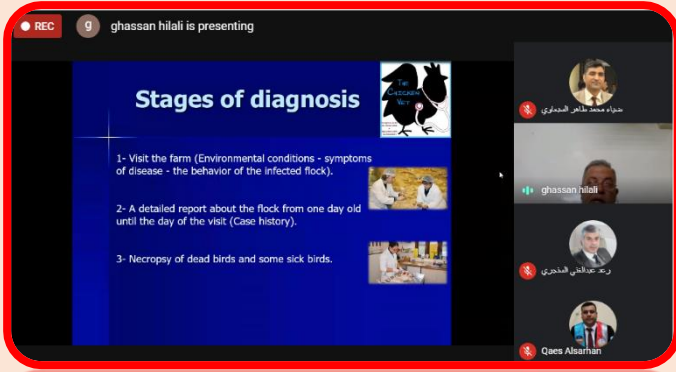 REC
g
ghassan hilali is presenting
Stages of diagnosis
THE
CHICKEN
VET
1- Visit the farm (Environmental conditions - symptoms
of disease - the behavior of the infected flock).
2- A detailed report about the flock from one day old
until the day of the visit (Case history).
3- Necropsy of dead birds and some sick birds.
ضياء محمد طاهر
ghassan hilali
رعد عبدالغني
Qaes Alsaman